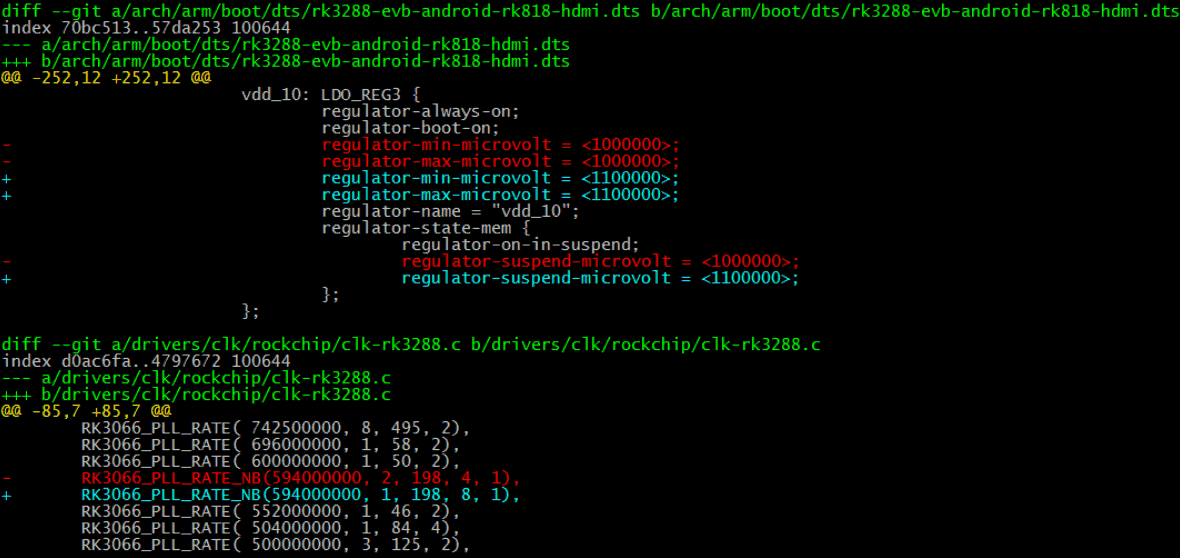 diff --git a/arch/arm/boot/dts/rk3288-evb-android-rk818-hdmi.dts b/arch/arm/boot/dts/rk3288-evb-android-rk818-hdmi.dts
index 70bc513..57da253 100644
--- a/arch/arm/boot/dts/rk3288-evb-android-rk818-hdmi.dts
+++ b/arch/arm/boot/dts/rk3288-evb-android-rk818-hdmi.dts
@@ -252,12 +252,12 @@
                        vdd_10: LDO_REG3 {
                                regulator-always-on;
                                regulator-boot-on;
-                               regulator-min-microvolt = <1000000>;
-                               regulator-max-microvolt = <1000000>;
+                               regulator-min-microvolt = <1100000>;
+                               regulator-max-microvolt = <1100000>;
                                regulator-name = "vdd_10";
                                regulator-state-mem {
                                        regulator-on-in-suspend;
-                                       regulator-suspend-microvolt = <1000000>;
+                                       regulator-suspend-microvolt = <1100000>;
                                };
                        };
diff --git a/drivers/clk/rockchip/clk-rk3288.c b/drivers/clk/rockchip/clk-rk3288.c
index d0ac6fa..4797672 100644
--- a/drivers/clk/rockchip/clk-rk3288.c
+++ b/drivers/clk/rockchip/clk-rk3288.c
@@ -85,7 +85,7 @@
        RK3066_PLL_RATE( 742500000, 8, 495, 2),
        RK3066_PLL_RATE( 696000000, 1, 58, 2),
        RK3066_PLL_RATE( 600000000, 1, 50, 2),
-       RK3066_PLL_RATE_NB(594000000, 2, 198, 4, 1),
+       RK3066_PLL_RATE_NB(594000000, 1, 198, 8, 1),
        RK3066_PLL_RATE( 552000000, 1, 46, 2),
        RK3066_PLL_RATE( 504000000, 1, 84, 4),
        RK3066_PLL_RATE( 500000000, 3, 125, 2),